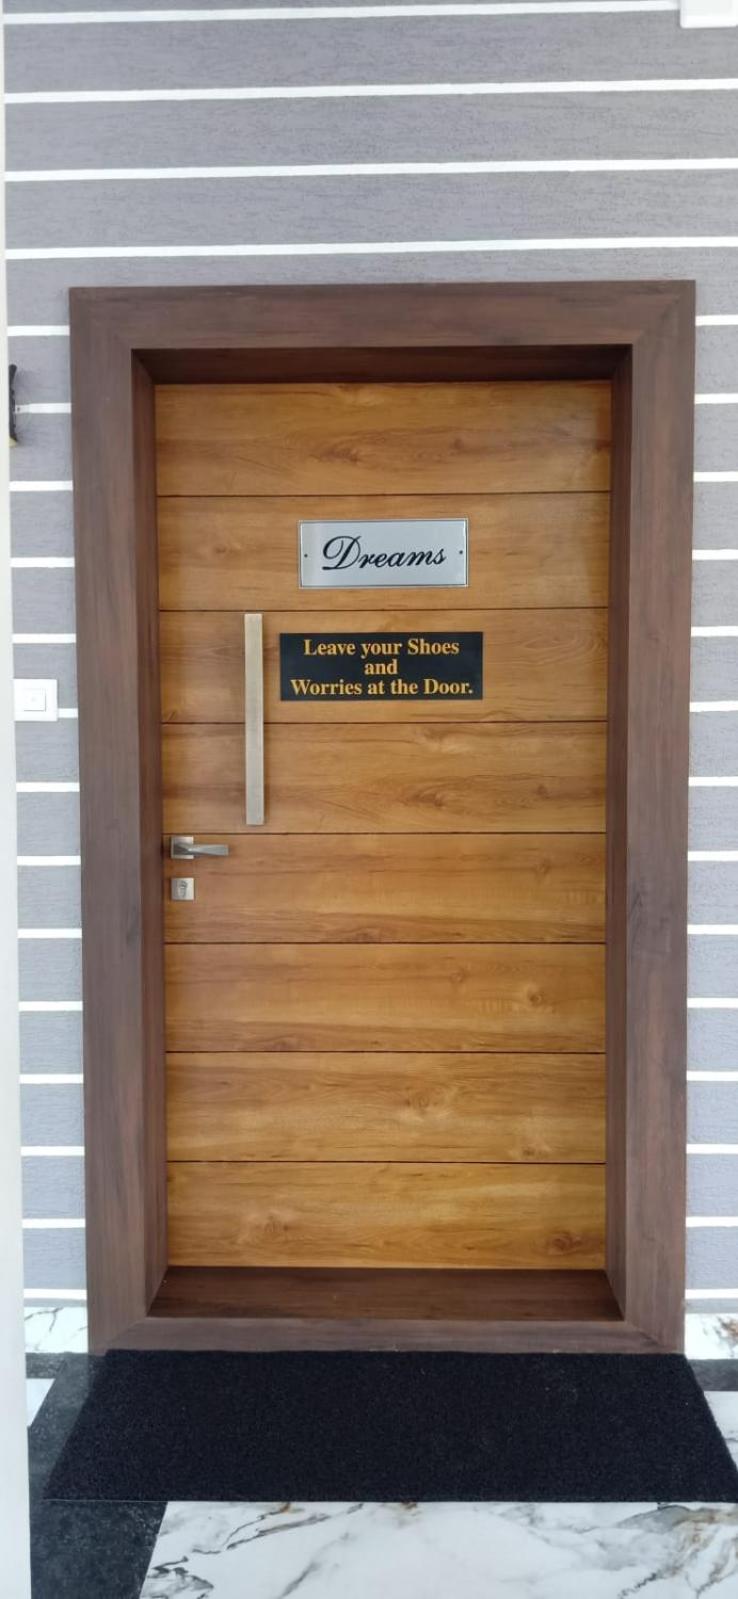 Dreams
Leave your Shoes
and
Worries at the Door.